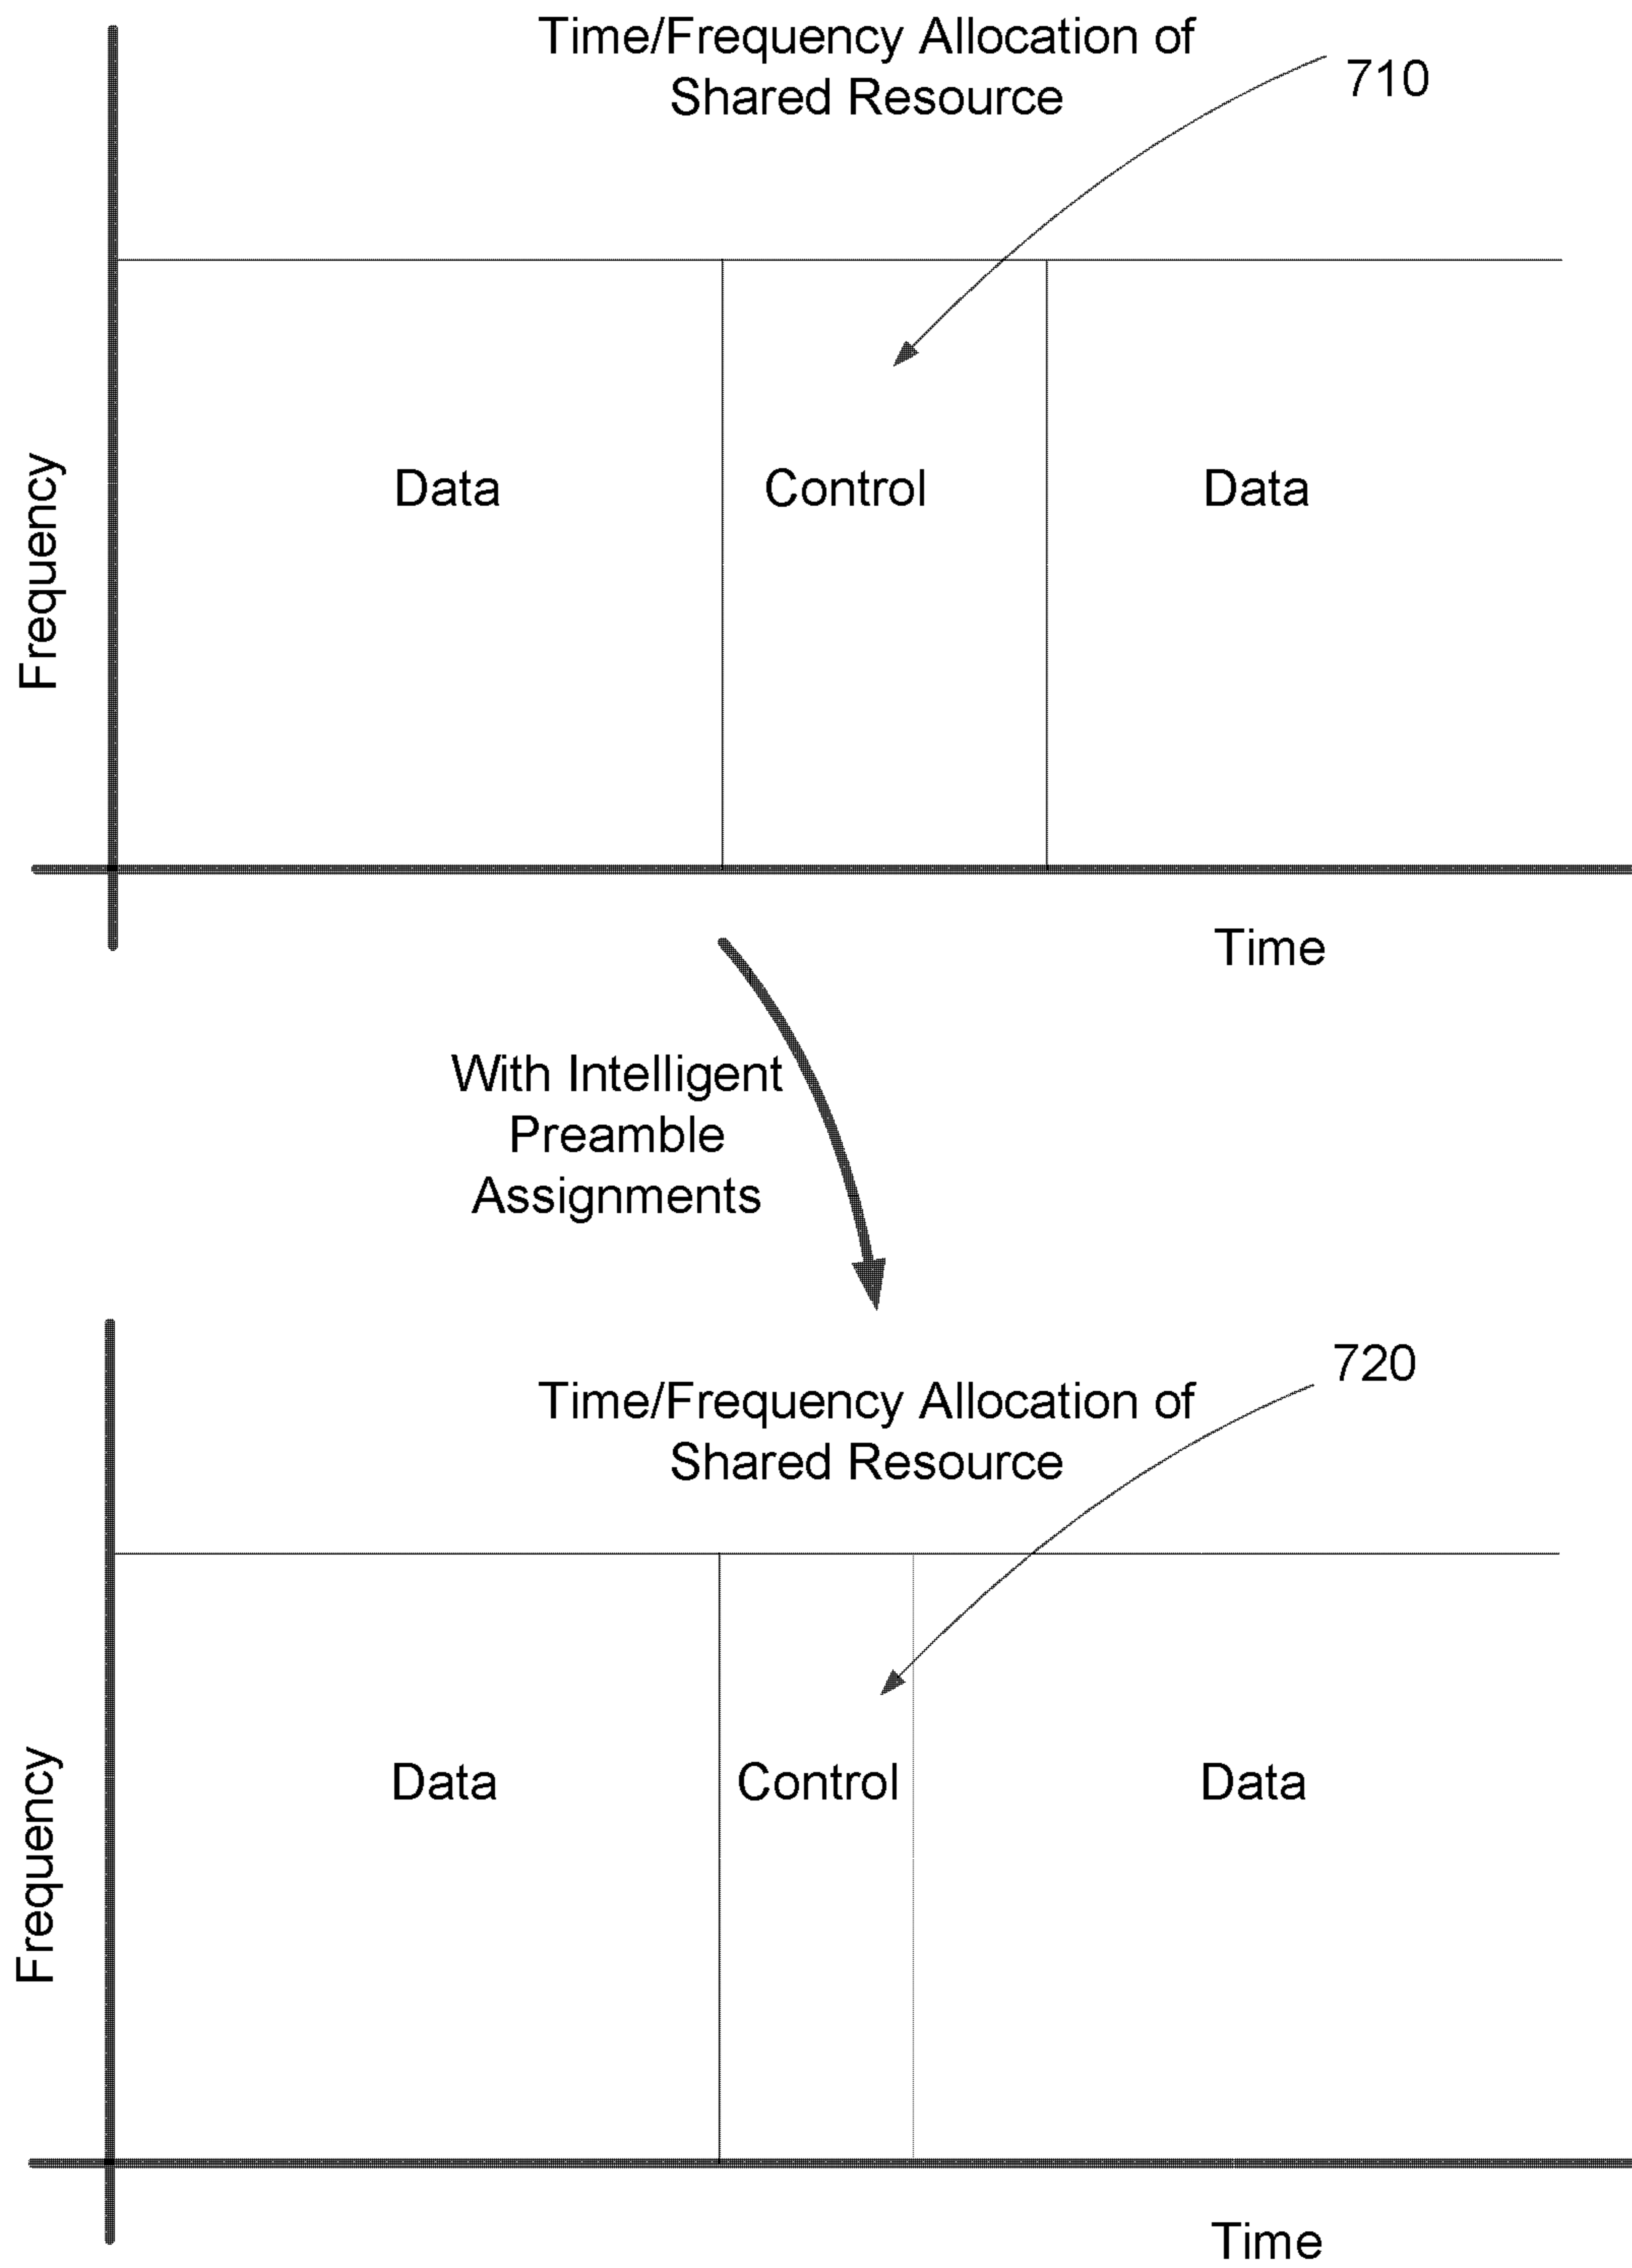 Time/Frequency Allocation of
Shared Resource
710
Frequency
Data
Control
Data
Time
With Intelligent
Preamble
Assignments
Time/Frequency Allocation of
Shared Resource
720
Frequency
Data
Control
Data
Time